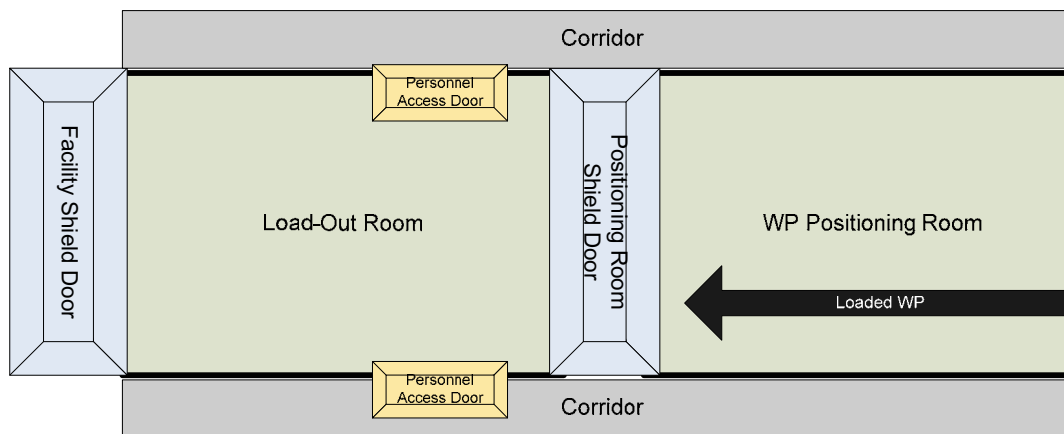 Corridor
Personnel
Access Door
Facility Shield Door
Load-Out Room
Positioning Room
Shield Door
WP Positioning Room
Loaded WP
Personnel
Access Door
Corridor